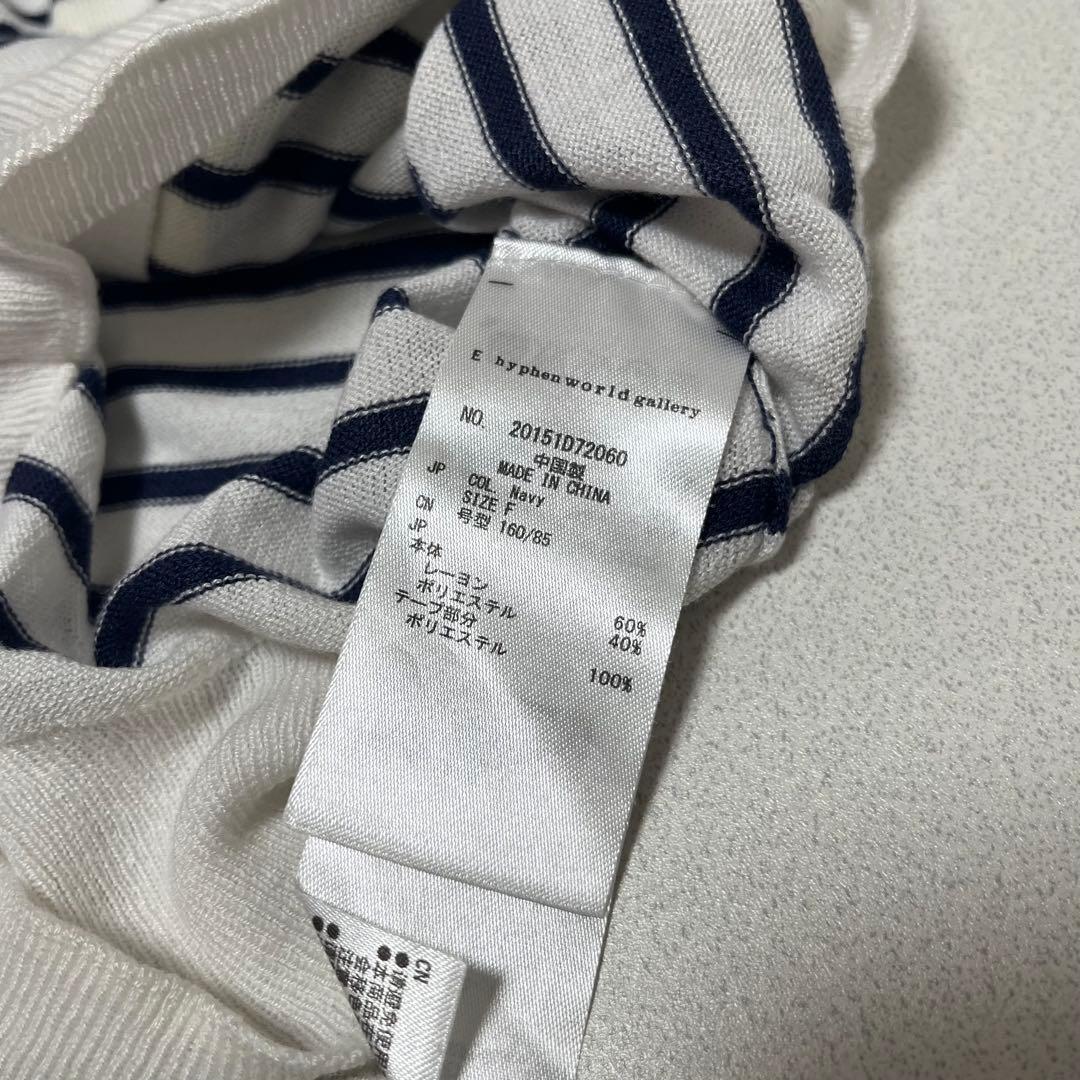 E hyphen world gallery
NO. 20151D72060
中国製
MADE IN CHINA
JP COL Navy
CN SIZE F
JP 号型 160/85
本体
レーヨン 60%
ポリエステル 40%
テープ部分
ポリエステル 100%
CN